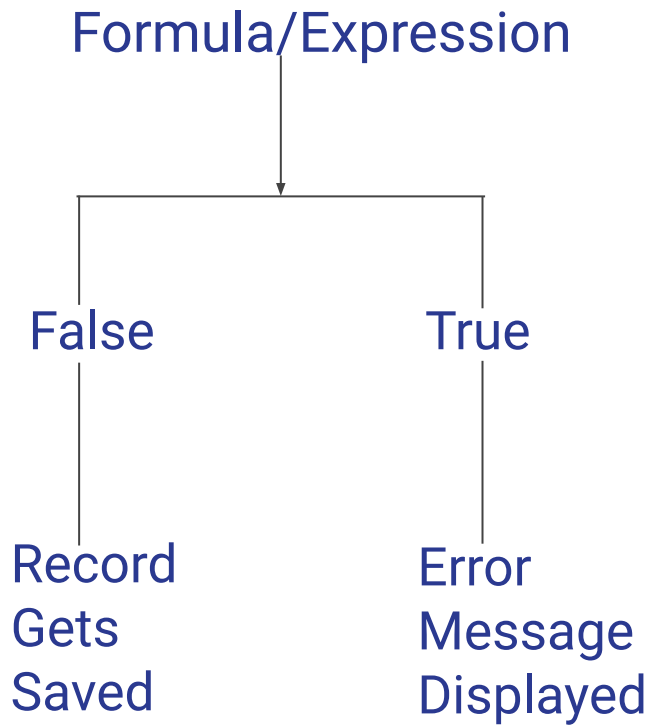 Formula/Expression
False
True
Record
Gets
Saved
Error
Message
Displayed